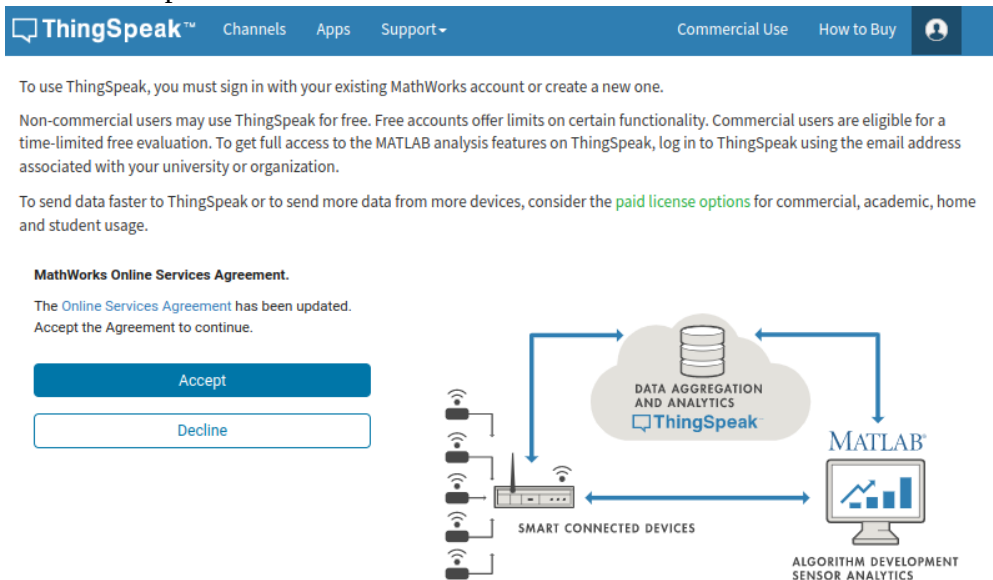 ThingSpeak™ Channels Apps Support Commercial Use How to Buy
To use ThingSpeak, you must sign in with your existing MathWorks account or create a new one.
Non-commercial users may use ThingSpeak for free. Free accounts offer limits on certain functionality. Commercial users are eligible for a
time-limited free evaluation. To get full access to the MATLAB analysis features on ThingSpeak, log in to ThingSpeak using the email address
associated with your university or organization.
To send data faster to ThingSpeak or to send more data from more devices, consider the paid license options for commercial, academic, home
and student usage.
MathWorks Online Services Agreement.
The Online Services Agreement has been updated.
Accept the Agreement to continue.
Accept
Decline
DATA AGGREGATION
AND ANALYTICS
ThingSpeak
MATLAB®
SMART CONNECTED DEVICES
ALGORITHM DEVELOPMENT
SENSOR ANALYTICS